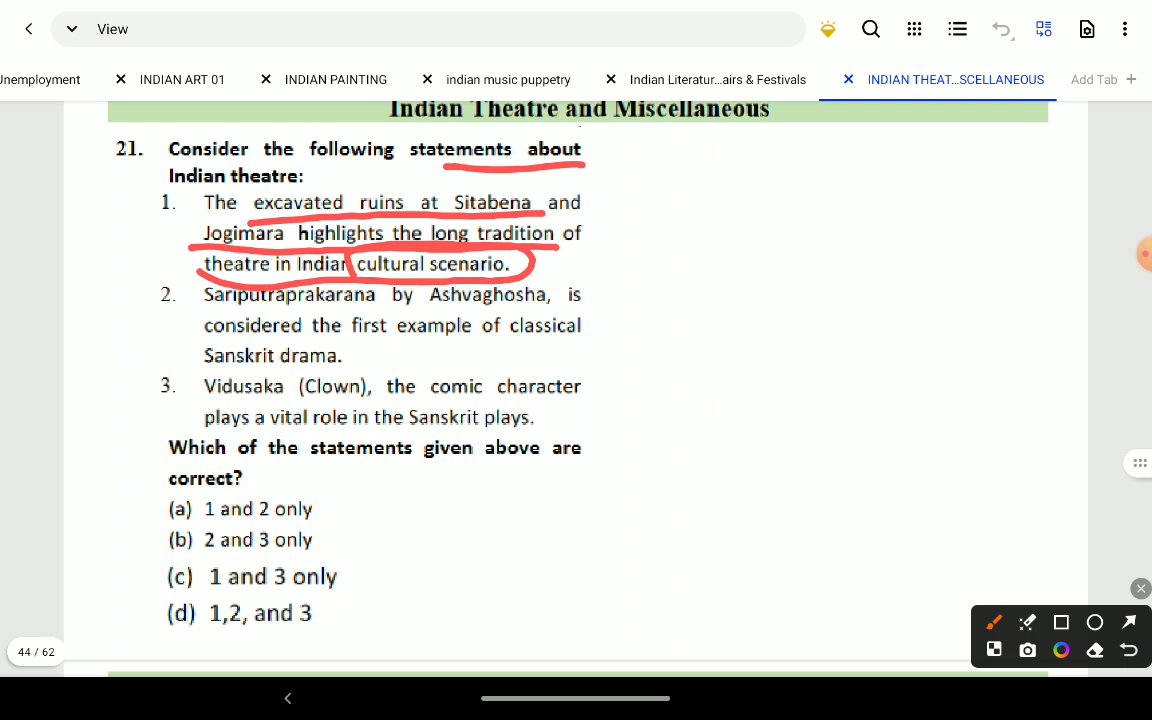 View
Unemployment
INDIAN ART 01
INDIAN PAINTING
indian music puppetry
Indian Literatur...airs & Festivals
INDIAN THEAT...SCELLANEOUS
Add Tab +
Indian Theatre and Miscellaneous
21. Consider the following statements about
Indian theatre:
1. The excavated ruins at Sitabena and
Jogimara highlights the long tradition of
theatre in Indian cultural scenario.
2. Sariputraprakarana by Ashvaghosha, is
considered the first example of classical
Sanskrit drama.
3. Vidusaka (Clown), the comic character
plays a vital role in the Sanskrit plays.
Which of the statements given above are
correct?
(a) 1 and 2 only
(b) 2 and 3 only
(c) 1 and 3 only
(d) 1,2, and 3
44 / 62